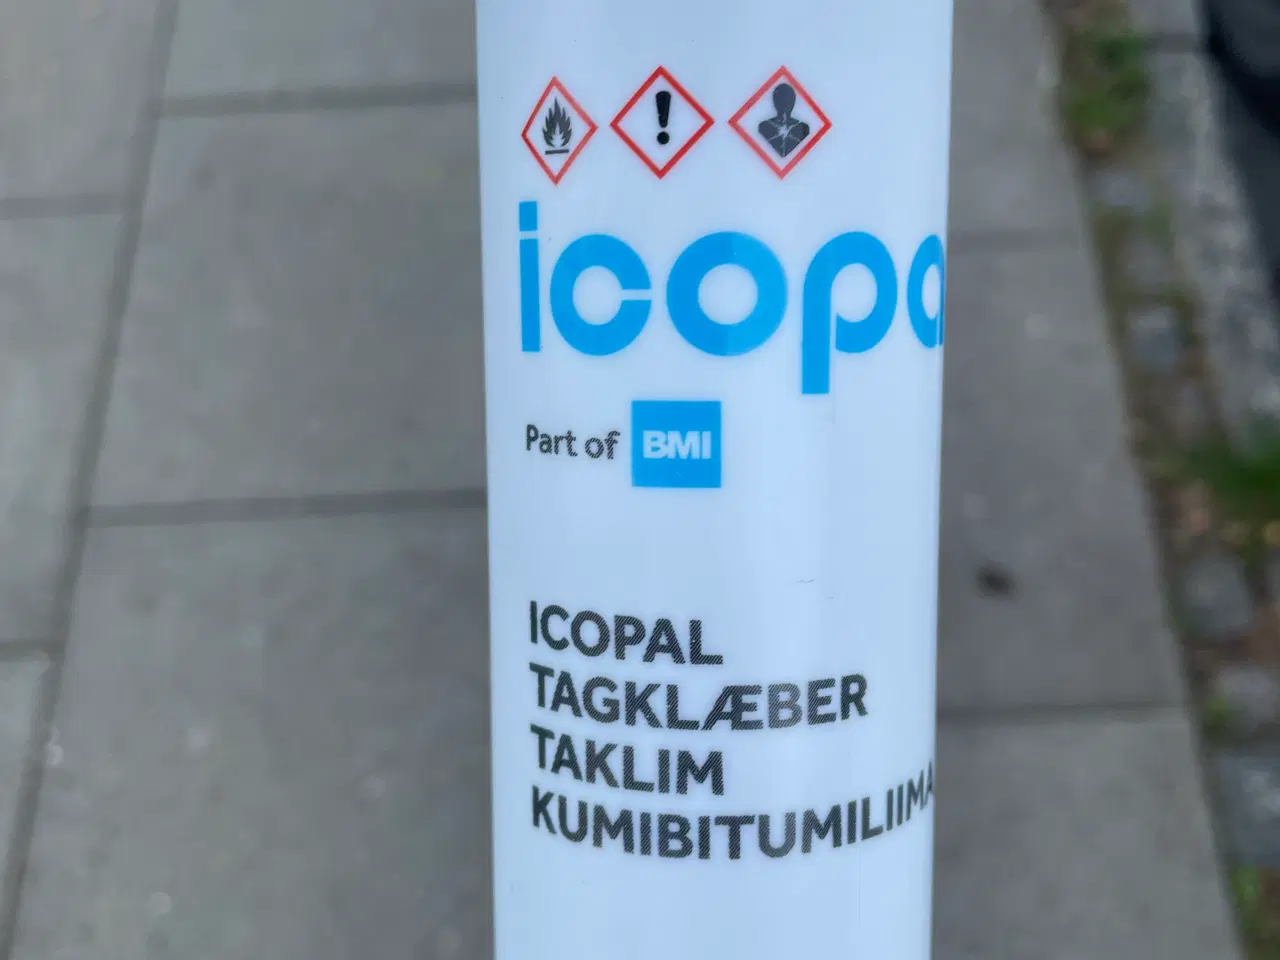 icopa
Part of BMI
ICOPAL
TAGKLÆBER
TAKLIM
KUMIBITUMILIIMA